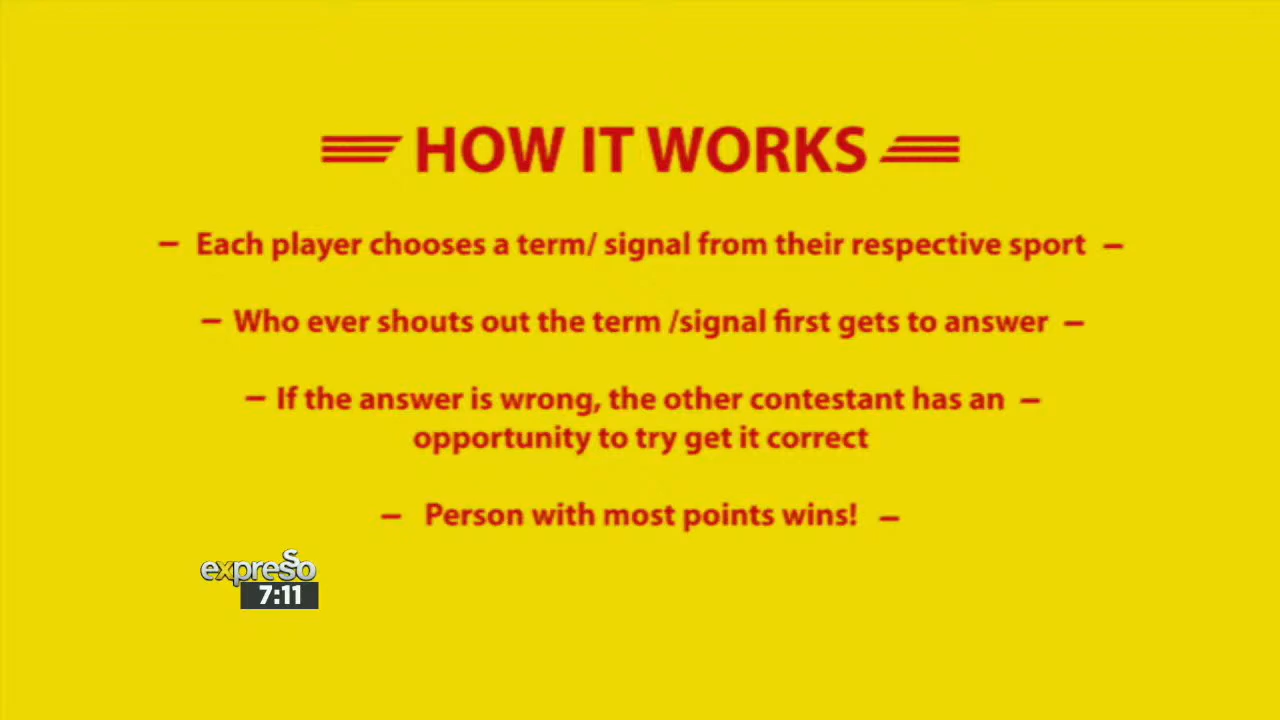 HOW IT WORKS
– Each player chooses a term/ signal from their respective sport –
– Who ever shouts out the term /signal first gets to answer –
– If the answer is wrong, the other contestant has an –
opportunity to try get it correct
– Person with most points wins! –
expresso
7:11